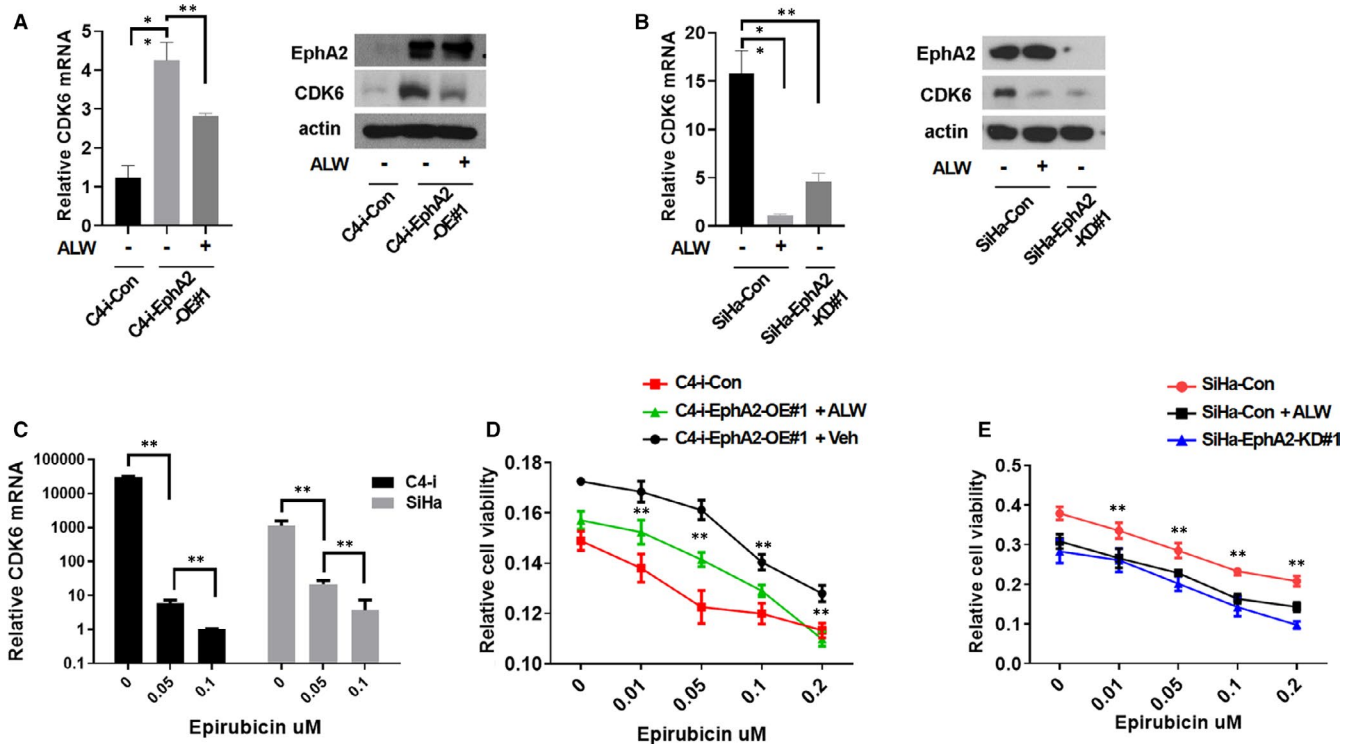 A
Relative CDK6 mRNA
5
4
3
2
1
0
*
*
**
ALW - - +
C4-i-Con
C4-i-EphA2
-OE#1
EphA2
CDK6
actin
ALW - - +
C4-i-Con
C4-i-EphA2
-OE#1
B
Relative CDK6 mRNA
20
15
10
5
0
**
*
*
ALW - + -
SiHa-Con
SiHa-EphA2
-KD#1
EphA2
CDK6
actin
ALW - + -
SiHa-Con
SiHa-EphA2
-KD#1
C
Relative CDK6 mRNA
100000
10000
1000
100
10
1
0.1
** ** ** **
C4-i
SiHa
0 0.05 0.1 0 0.05 0.1
Epirubicin uM
D
C4-i-Con
C4-i-EphA2-OE#1 + ALW
C4-i-EphA2-OE#1 + Veh
Relative cell viability
0.18
0.16
0.14
0.12
0.10
** ** ** **
0 0.01 0.05 0.1 0.2
Epirubicin uM
E
SiHa-Con
SiHa-Con + ALW
SiHa-EphA2-KD#1
Relative cell viability
0.5
0.4
0.3
0.2
0.1
0.0
** ** ** **
0 0.01 0.05 0.1 0.2
Epirubicin uM